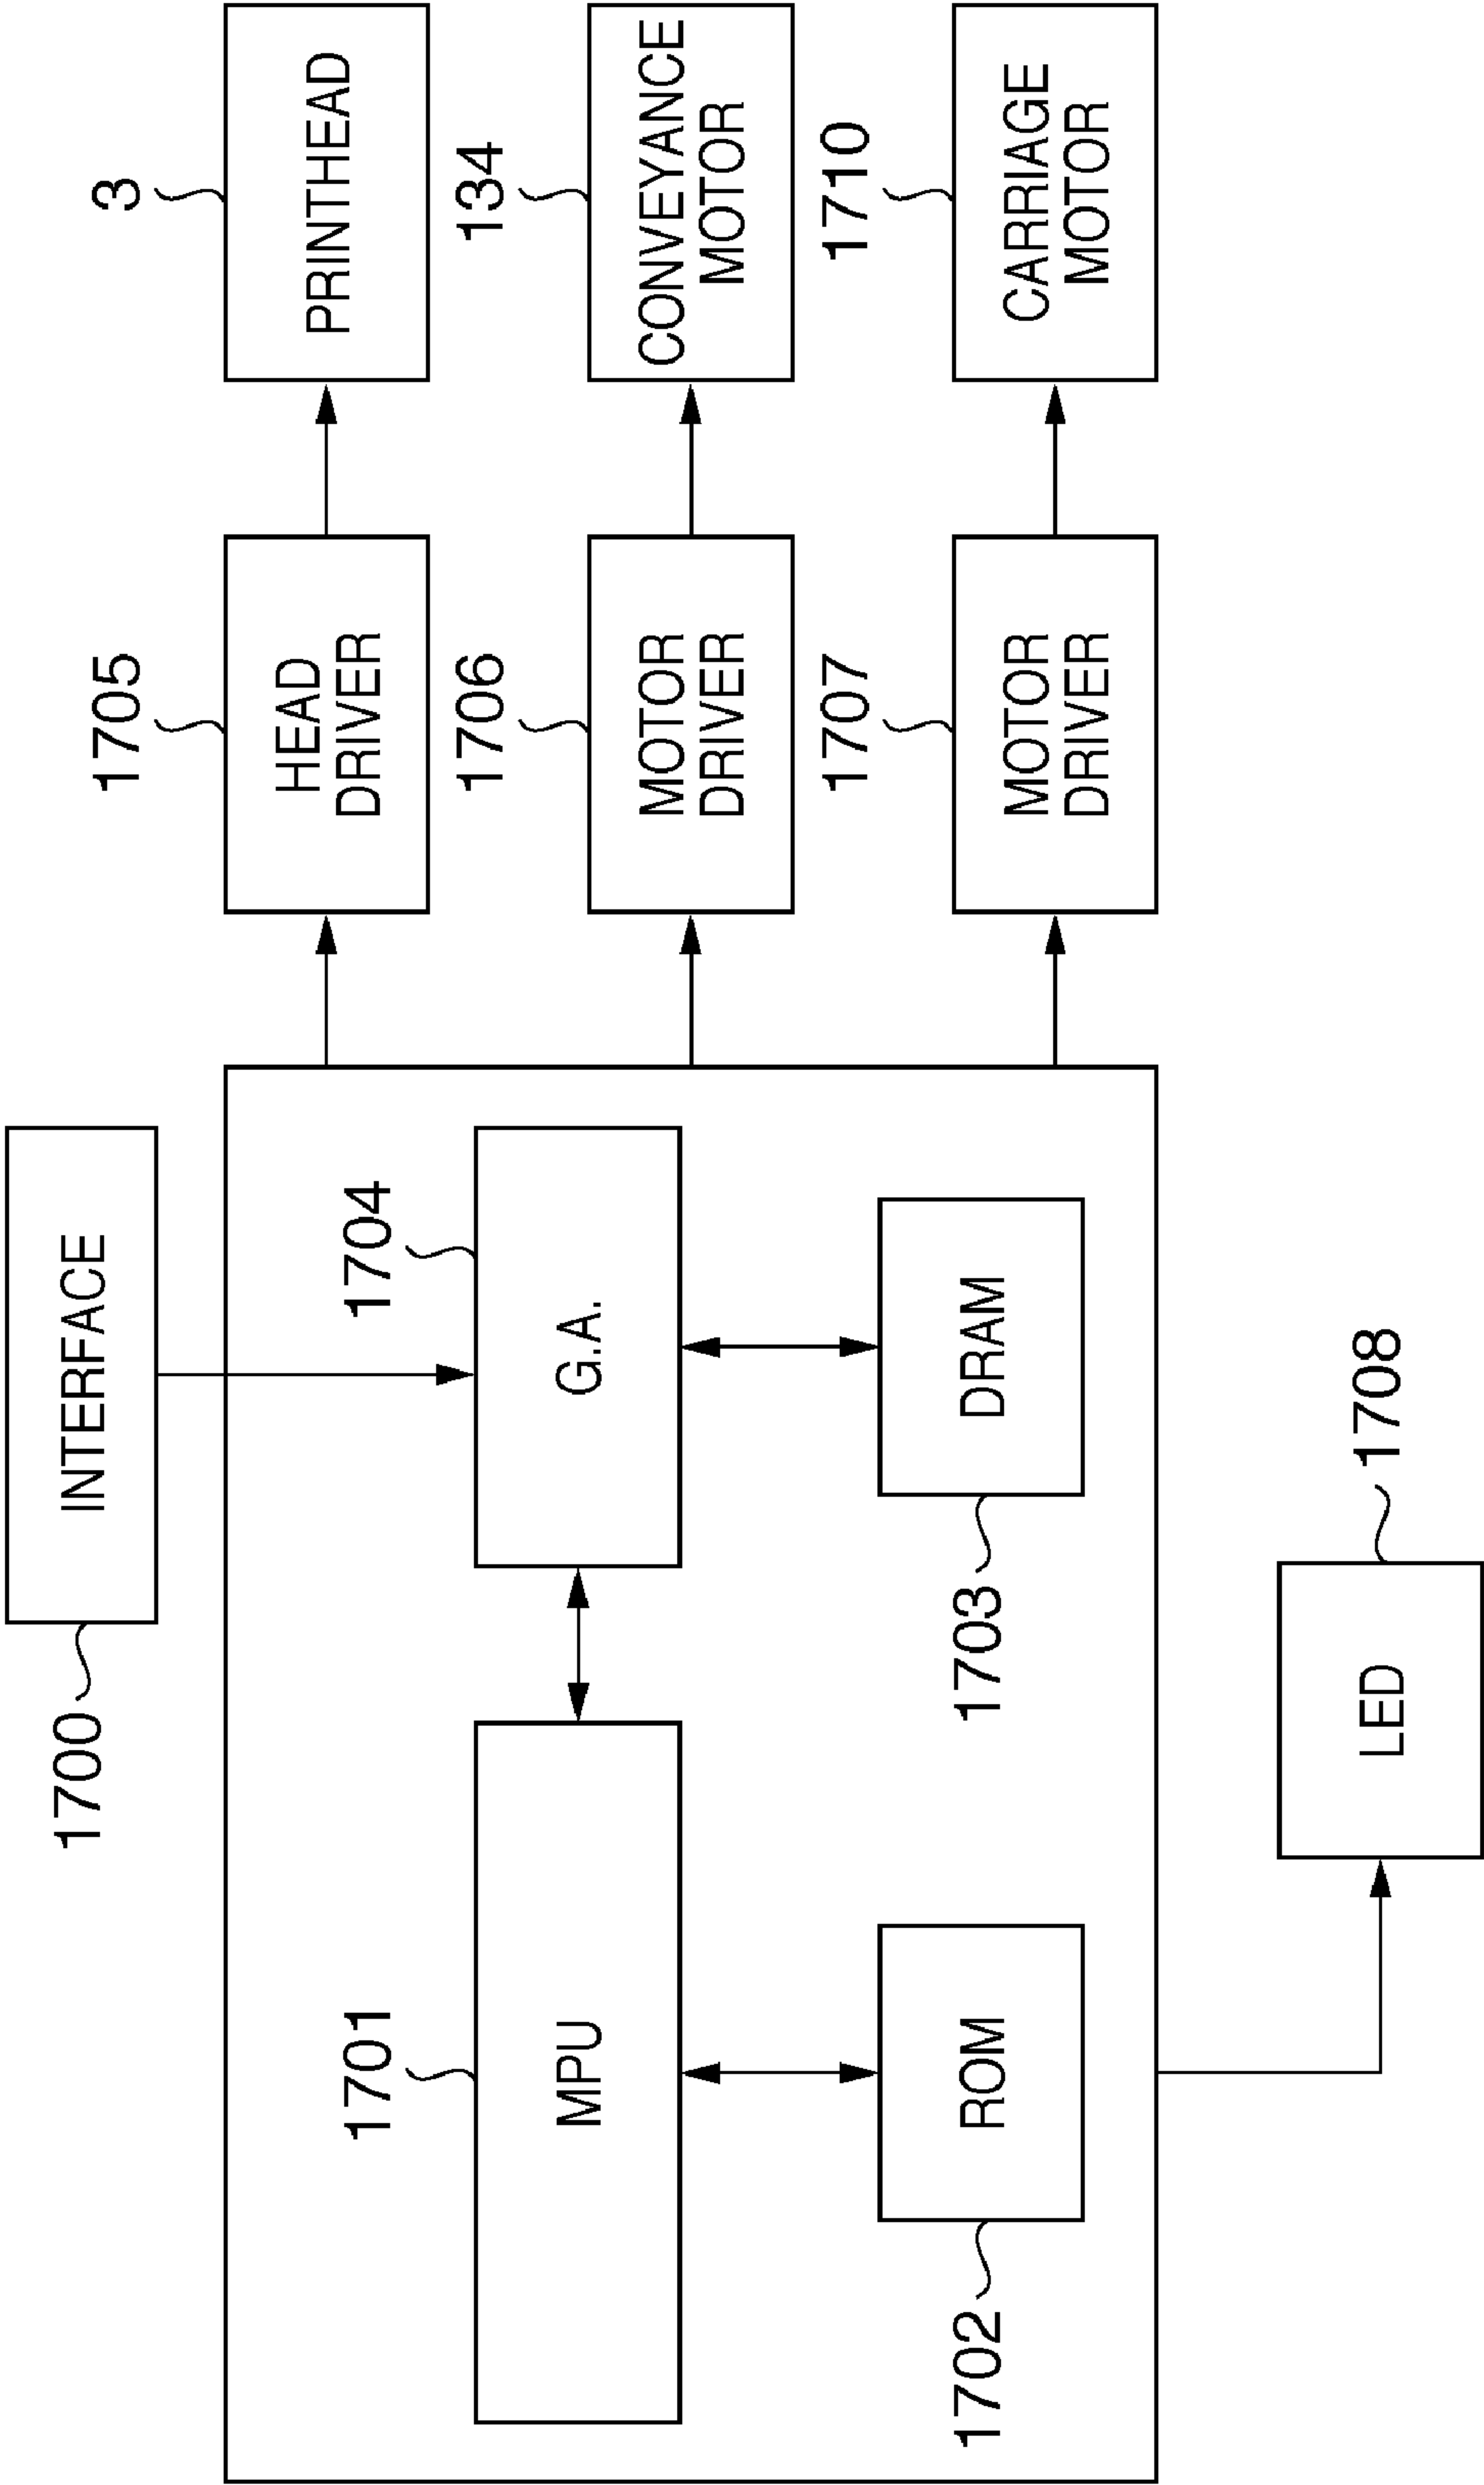 1700
INTERFACE
1701
MPU
1704
G.A.
1702
ROM
1703
DRAM
1708
LED
1705
HEAD
DRIVER
3
PRINTHEAD
1706
MOTOR
DRIVER
134
CONVEYANCE
MOTOR
1707
MOTOR
DRIVER
1710
CARRIAGE
MOTOR